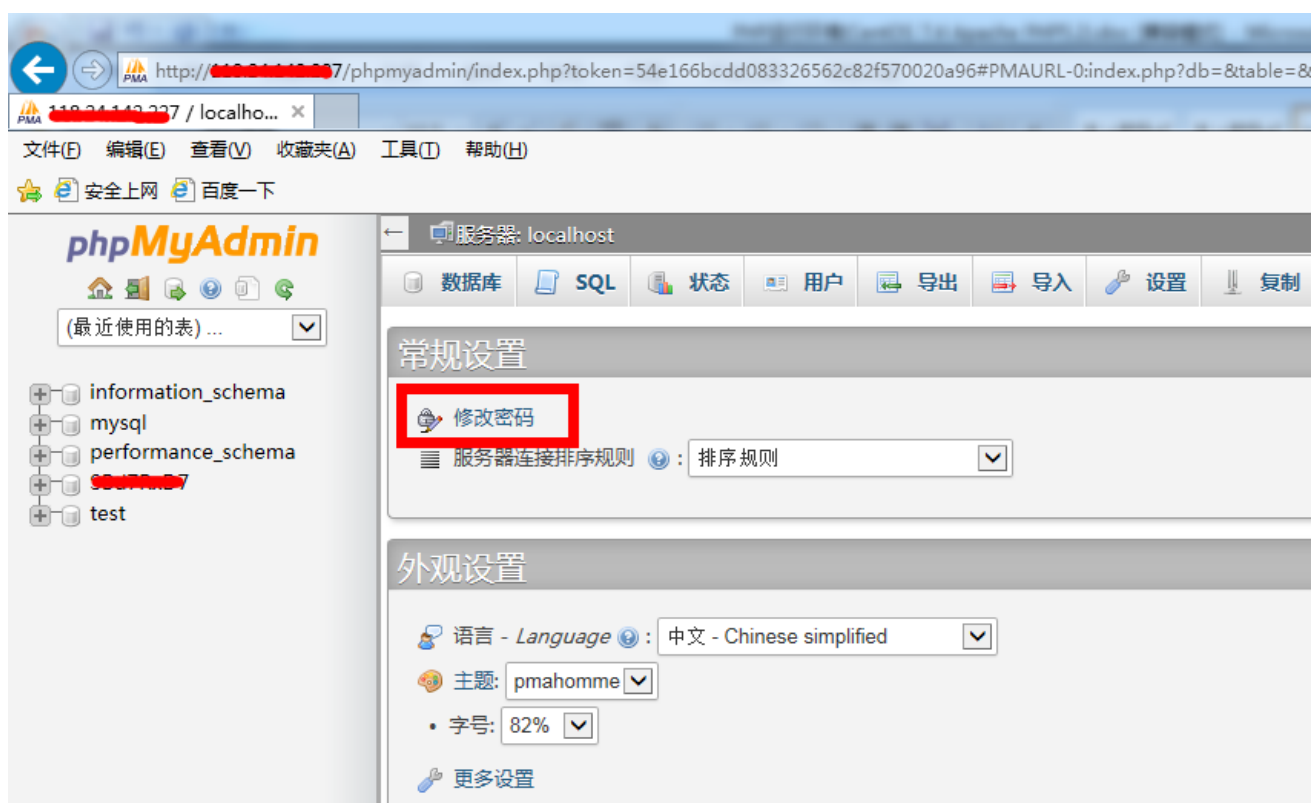 http://7/phpmyadmin/index.php?token=54e166bcdd083326562c82f570020a96#PMAURL-0:index.php?db=&table=&
7 / localho...
文件(F) 编辑(E) 查看(V) 收藏夹(A) 工具(T) 帮助(H)
安全上网 百度一下
phpMyAdmin
(最近使用的表) ...
information_schema
mysql
performance_schema
7
test
服务器: localhost
数据库 SQL 状态 用户 导出 导入 设置 复制
常规设置
修改密码
服务器连接排序规则 : 排序规则
外观设置
语言 - Language : 中文 - Chinese simplified
主题: pmahomme
• 字号: 82%
更多设置